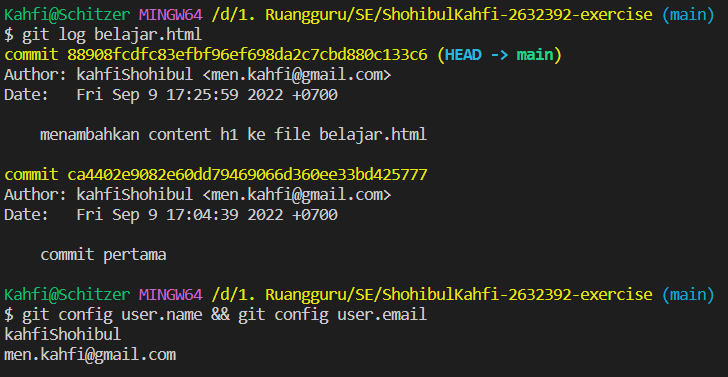 Kahfi@Schitzer MINGW64 /d/1. Ruangguru/SE/ShohibulKahfi-2632392-exercise (main)
$ git log belajar.html
commit 88908fcdfc83efbf96ef698da2c7cbd880c133c6 (HEAD -> main)
Author: kahfiShohibul <men.kahfi@gmail.com>
Date:   Fri Sep 9 17:25:59 2022 +0700

    menambahkan content h1 ke file belajar.html

commit ca4402e9082e60dd79469066d360ee33bd425777
Author: kahfiShohibul <men.kahfi@gmail.com>
Date:   Fri Sep 9 17:04:39 2022 +0700

    commit pertama

Kahfi@Schitzer MINGW64 /d/1. Ruangguru/SE/ShohibulKahfi-2632392-exercise (main)
$ git config user.name && git config user.email
kahfiShohibul
men.kahfi@gmail.com